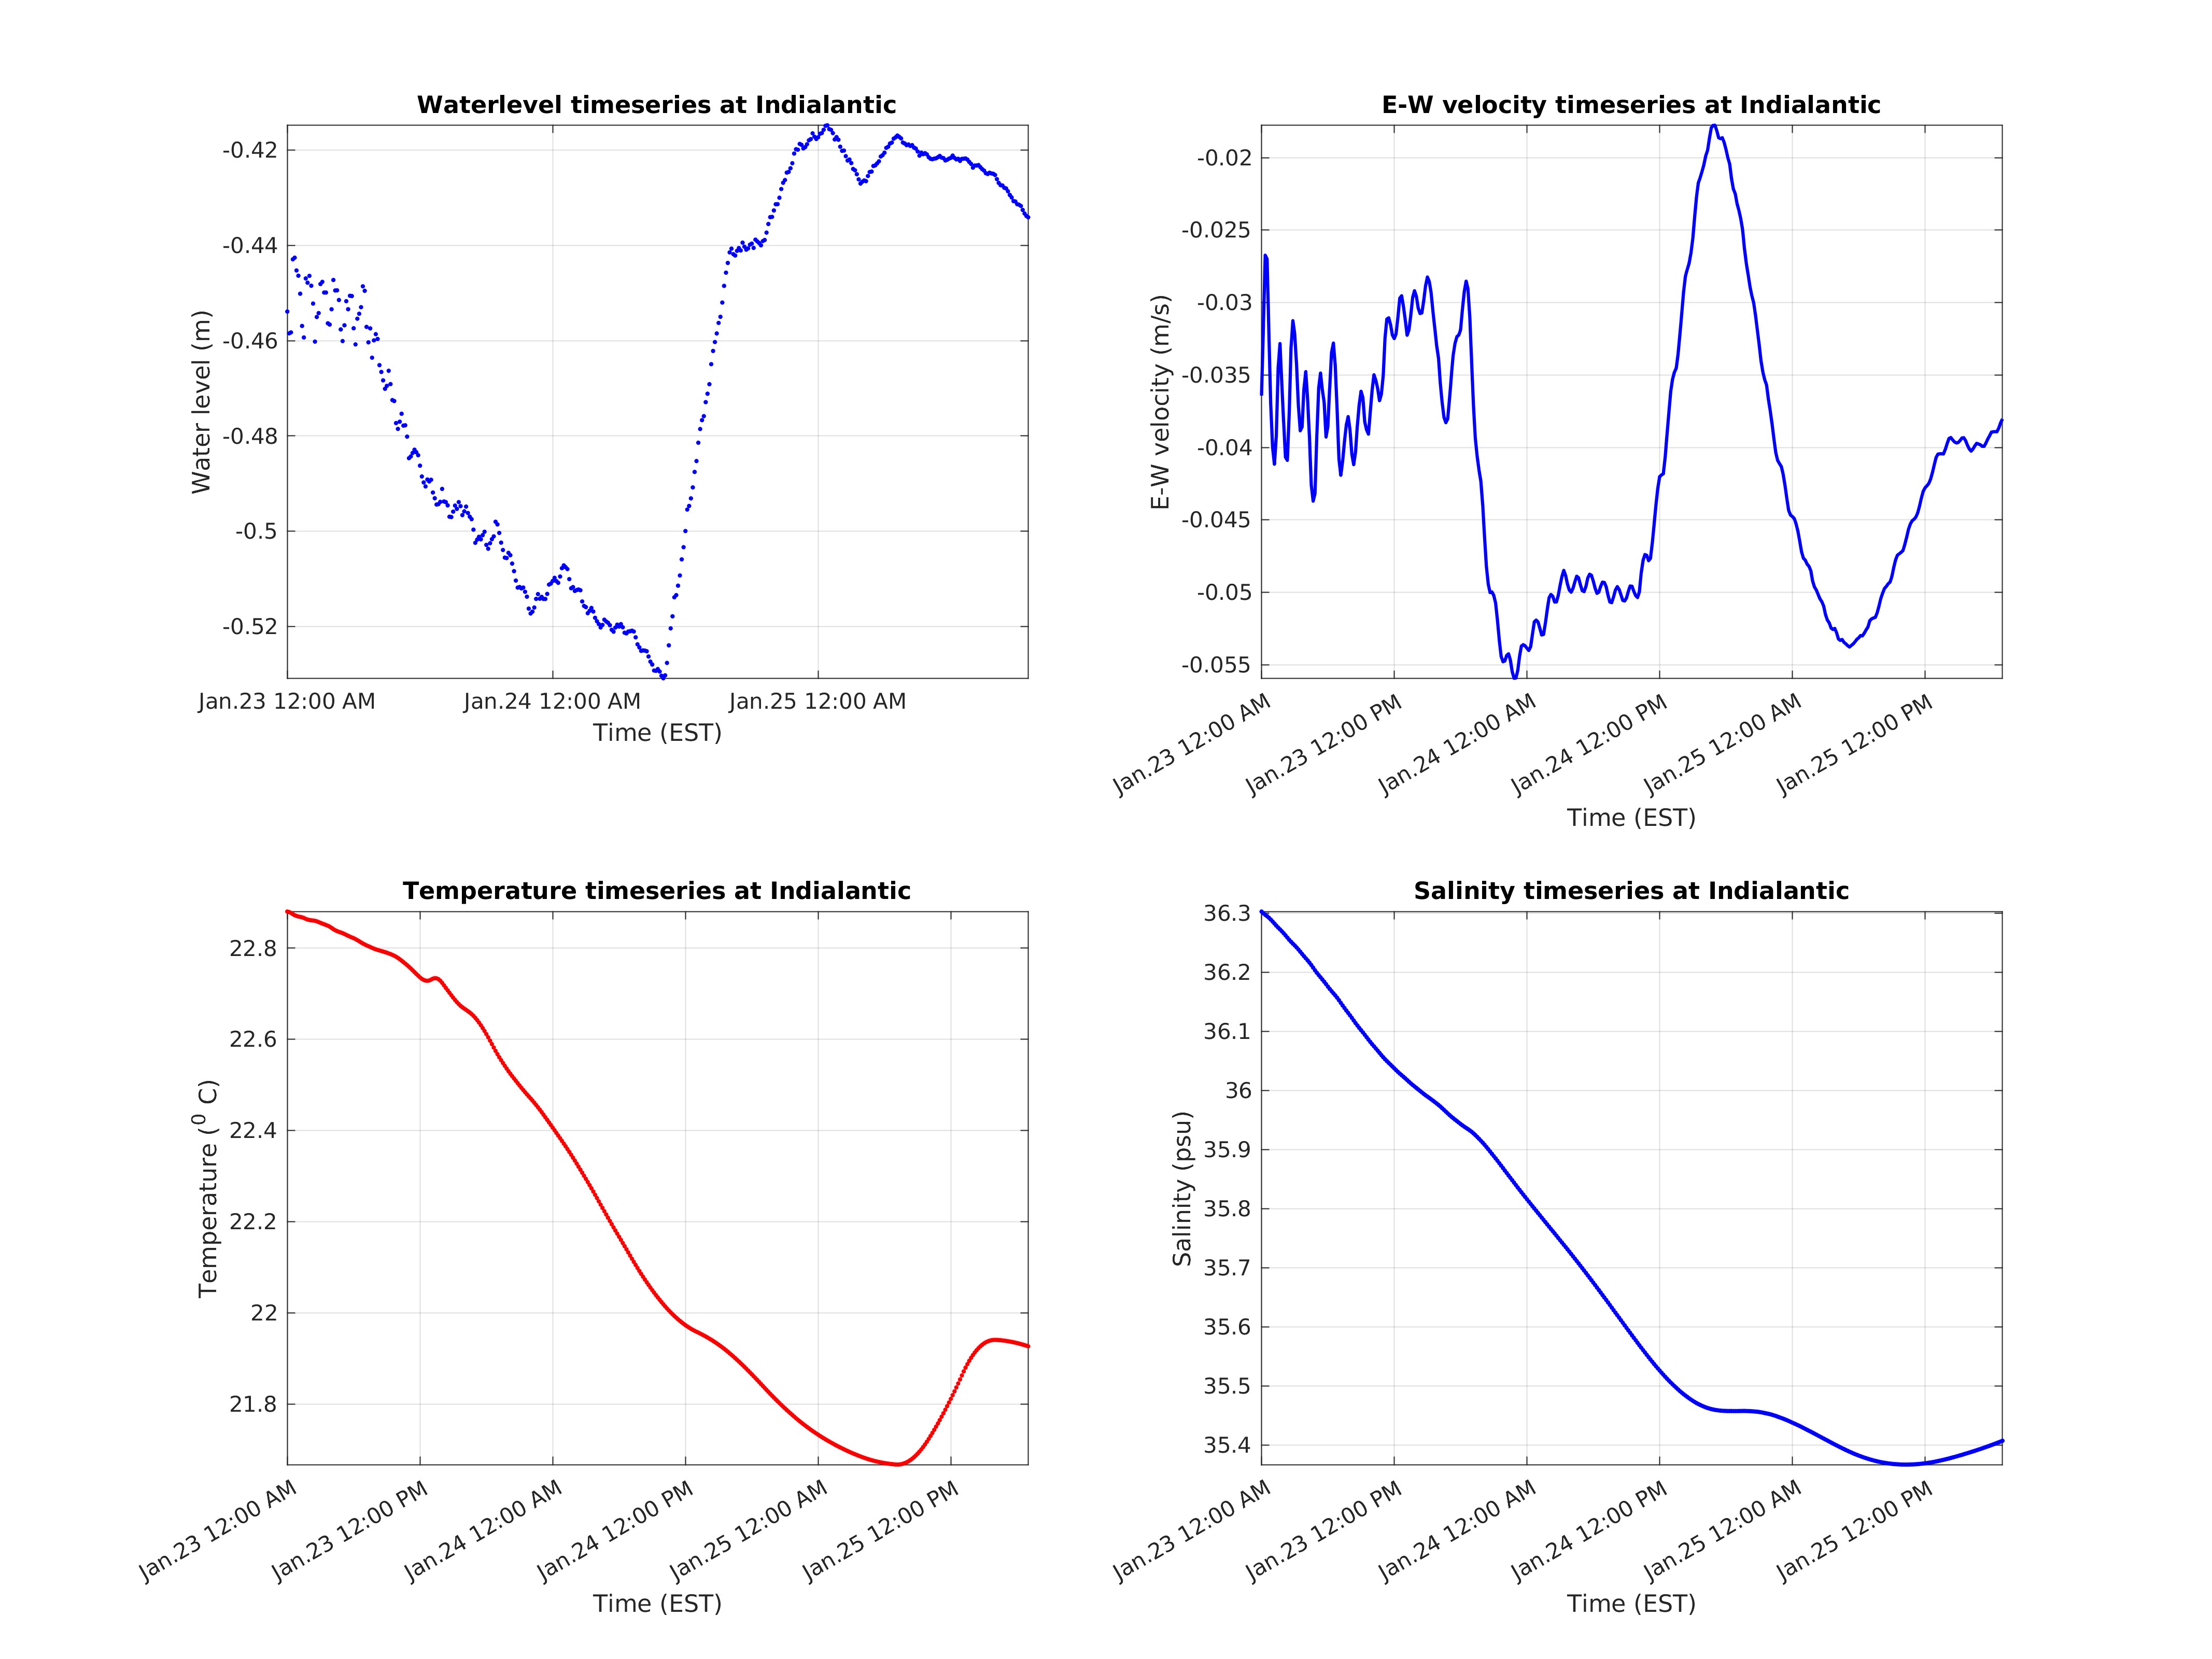 Waterlevel timeseries at Indialantic
-0.42
-0.44
-0.46
-0.48
-0.5
-0.52
Water level (m)
Jan.23 12:00 AM
Jan.24 12:00 AM
Jan.25 12:00 AM
Time (EST)
E-W velocity timeseries at Indialantic
-0.02
-0.025
-0.03
-0.035
-0.04
-0.045
-0.05
-0.055
E-W velocity (m/s)
Jan.23 12:00 AM
Jan.23 12:00 PM
Jan.24 12:00 AM
Jan.24 12:00 PM
Jan.25 12:00 AM
Jan.25 12:00 PM
Time (EST)
Temperature timeseries at Indialantic
22.8
22.6
22.4
22.2
22
21.8
Temperature (⁰ C)
Jan.23 12:00 AM
Jan.23 12:00 PM
Jan.24 12:00 AM
Jan.24 12:00 PM
Jan.25 12:00 AM
Jan.25 12:00 PM
Time (EST)
Salinity timeseries at Indialantic
36.3
36.2
36.1
36
35.9
35.8
35.7
35.6
35.5
35.4
Salinity (psu)
Jan.23 12:00 AM
Jan.23 12:00 PM
Jan.24 12:00 AM
Jan.24 12:00 PM
Jan.25 12:00 AM
Jan.25 12:00 PM
Time (EST)